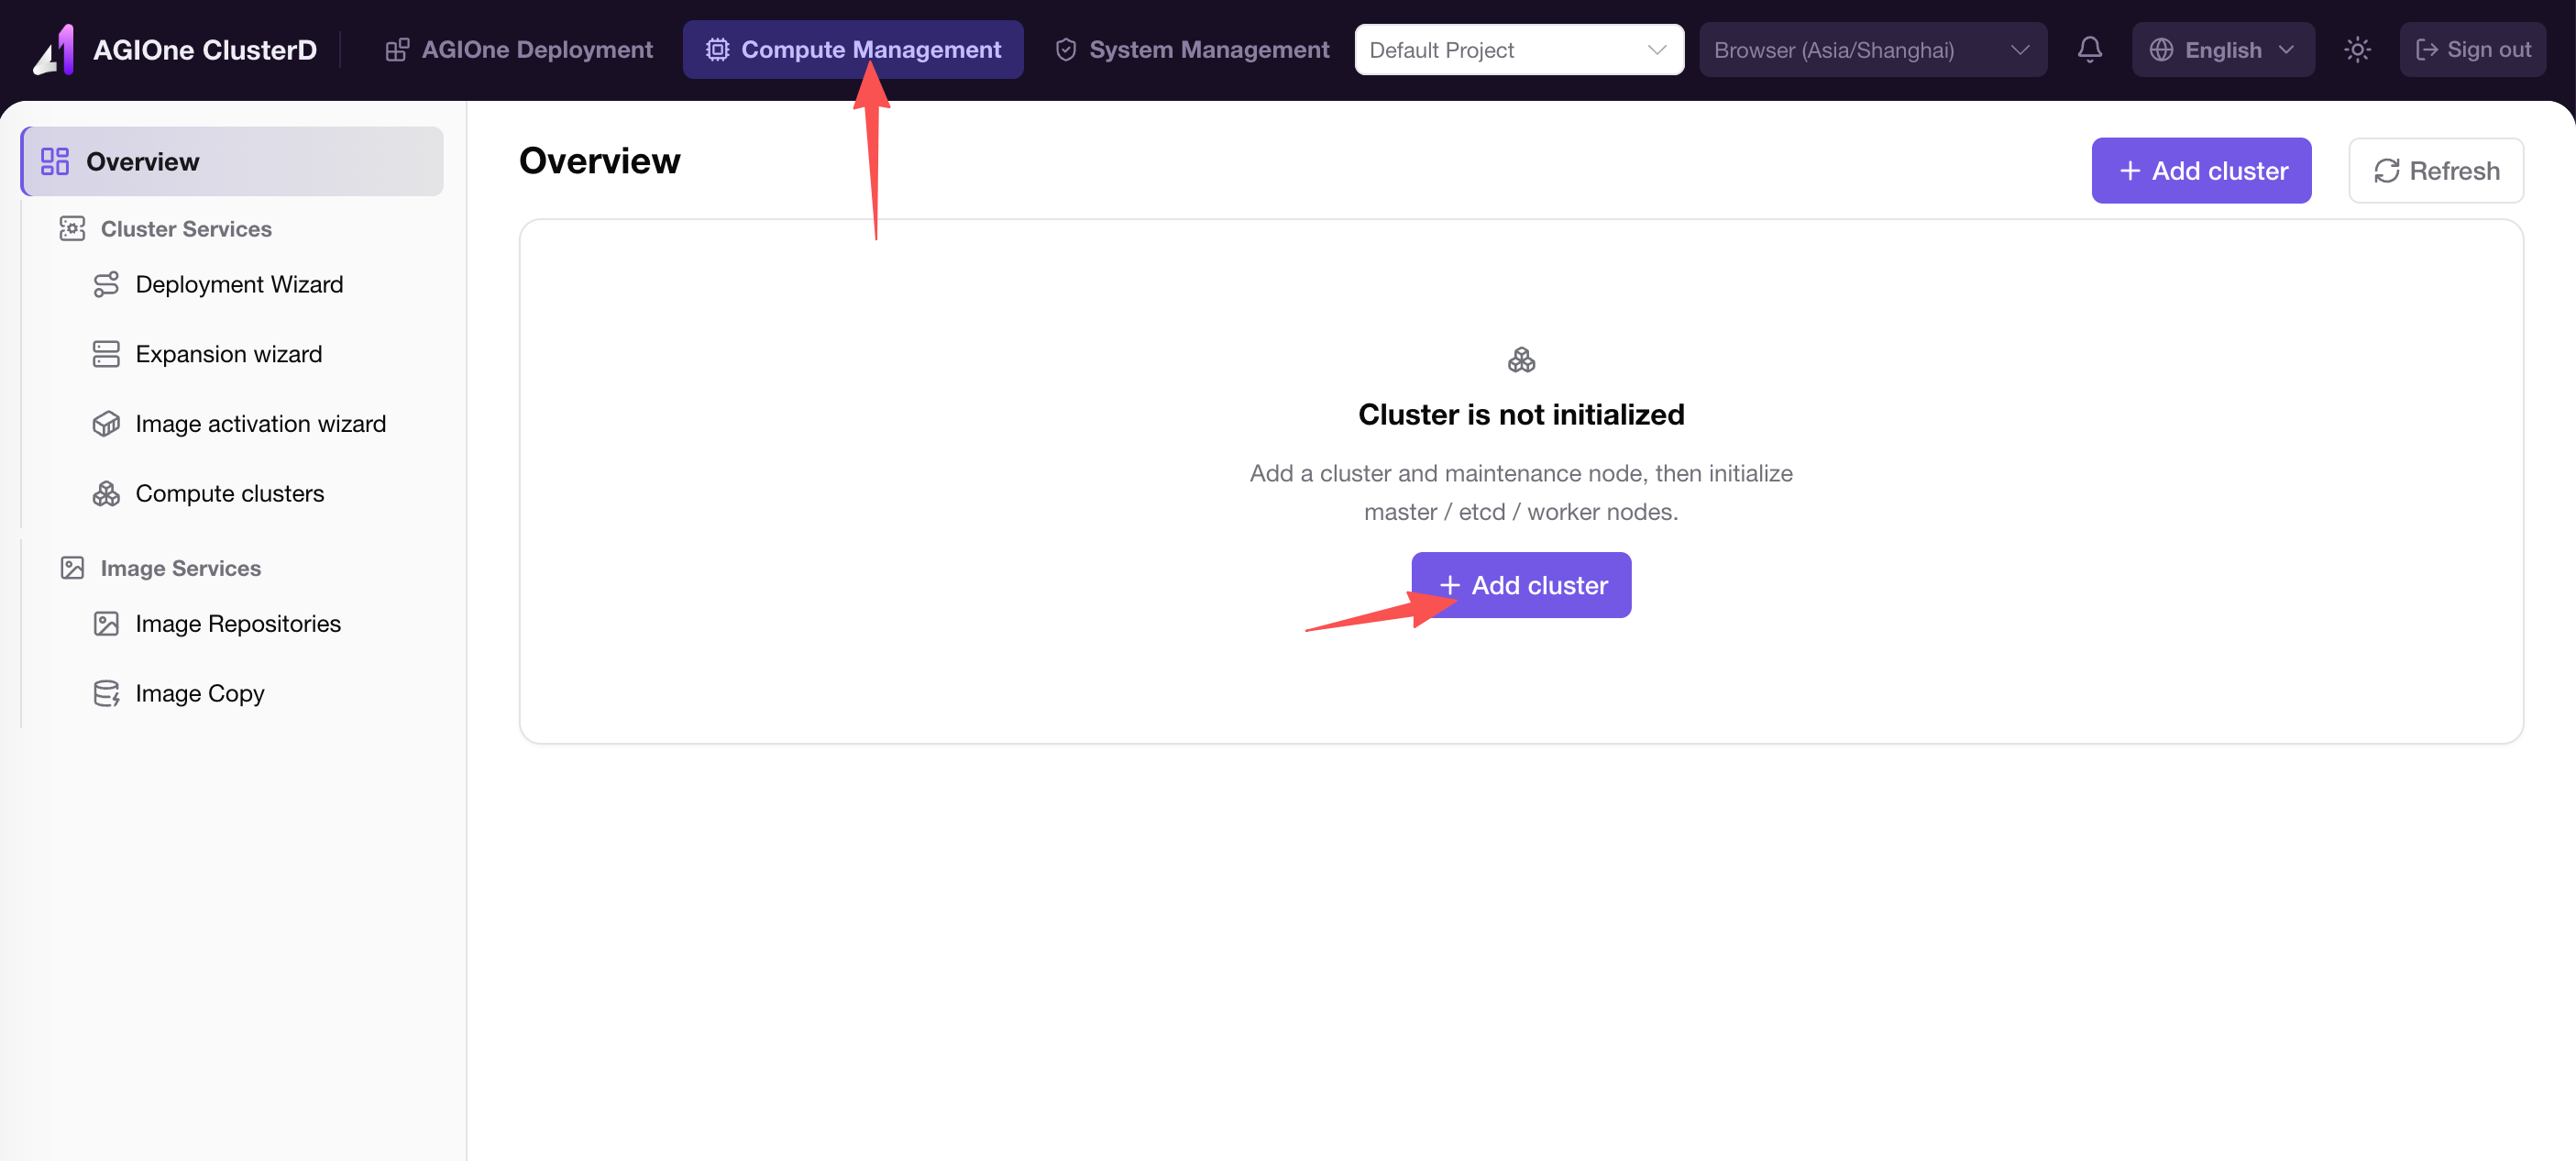 AGIOne ClusterD
AGIOne Deployment
Compute Management
System Management
Default Project
Browser (Asia/Shanghai)
English
Sign out
Overview
Cluster Services
Deployment Wizard
Expansion wizard
Image activation wizard
Compute clusters
Image Services
Image Repositories
Image Copy
Overview
Add cluster
Refresh
Cluster is not initialized
Add a cluster and maintenance node, then initialize
master / etcd / worker nodes.
Add cluster